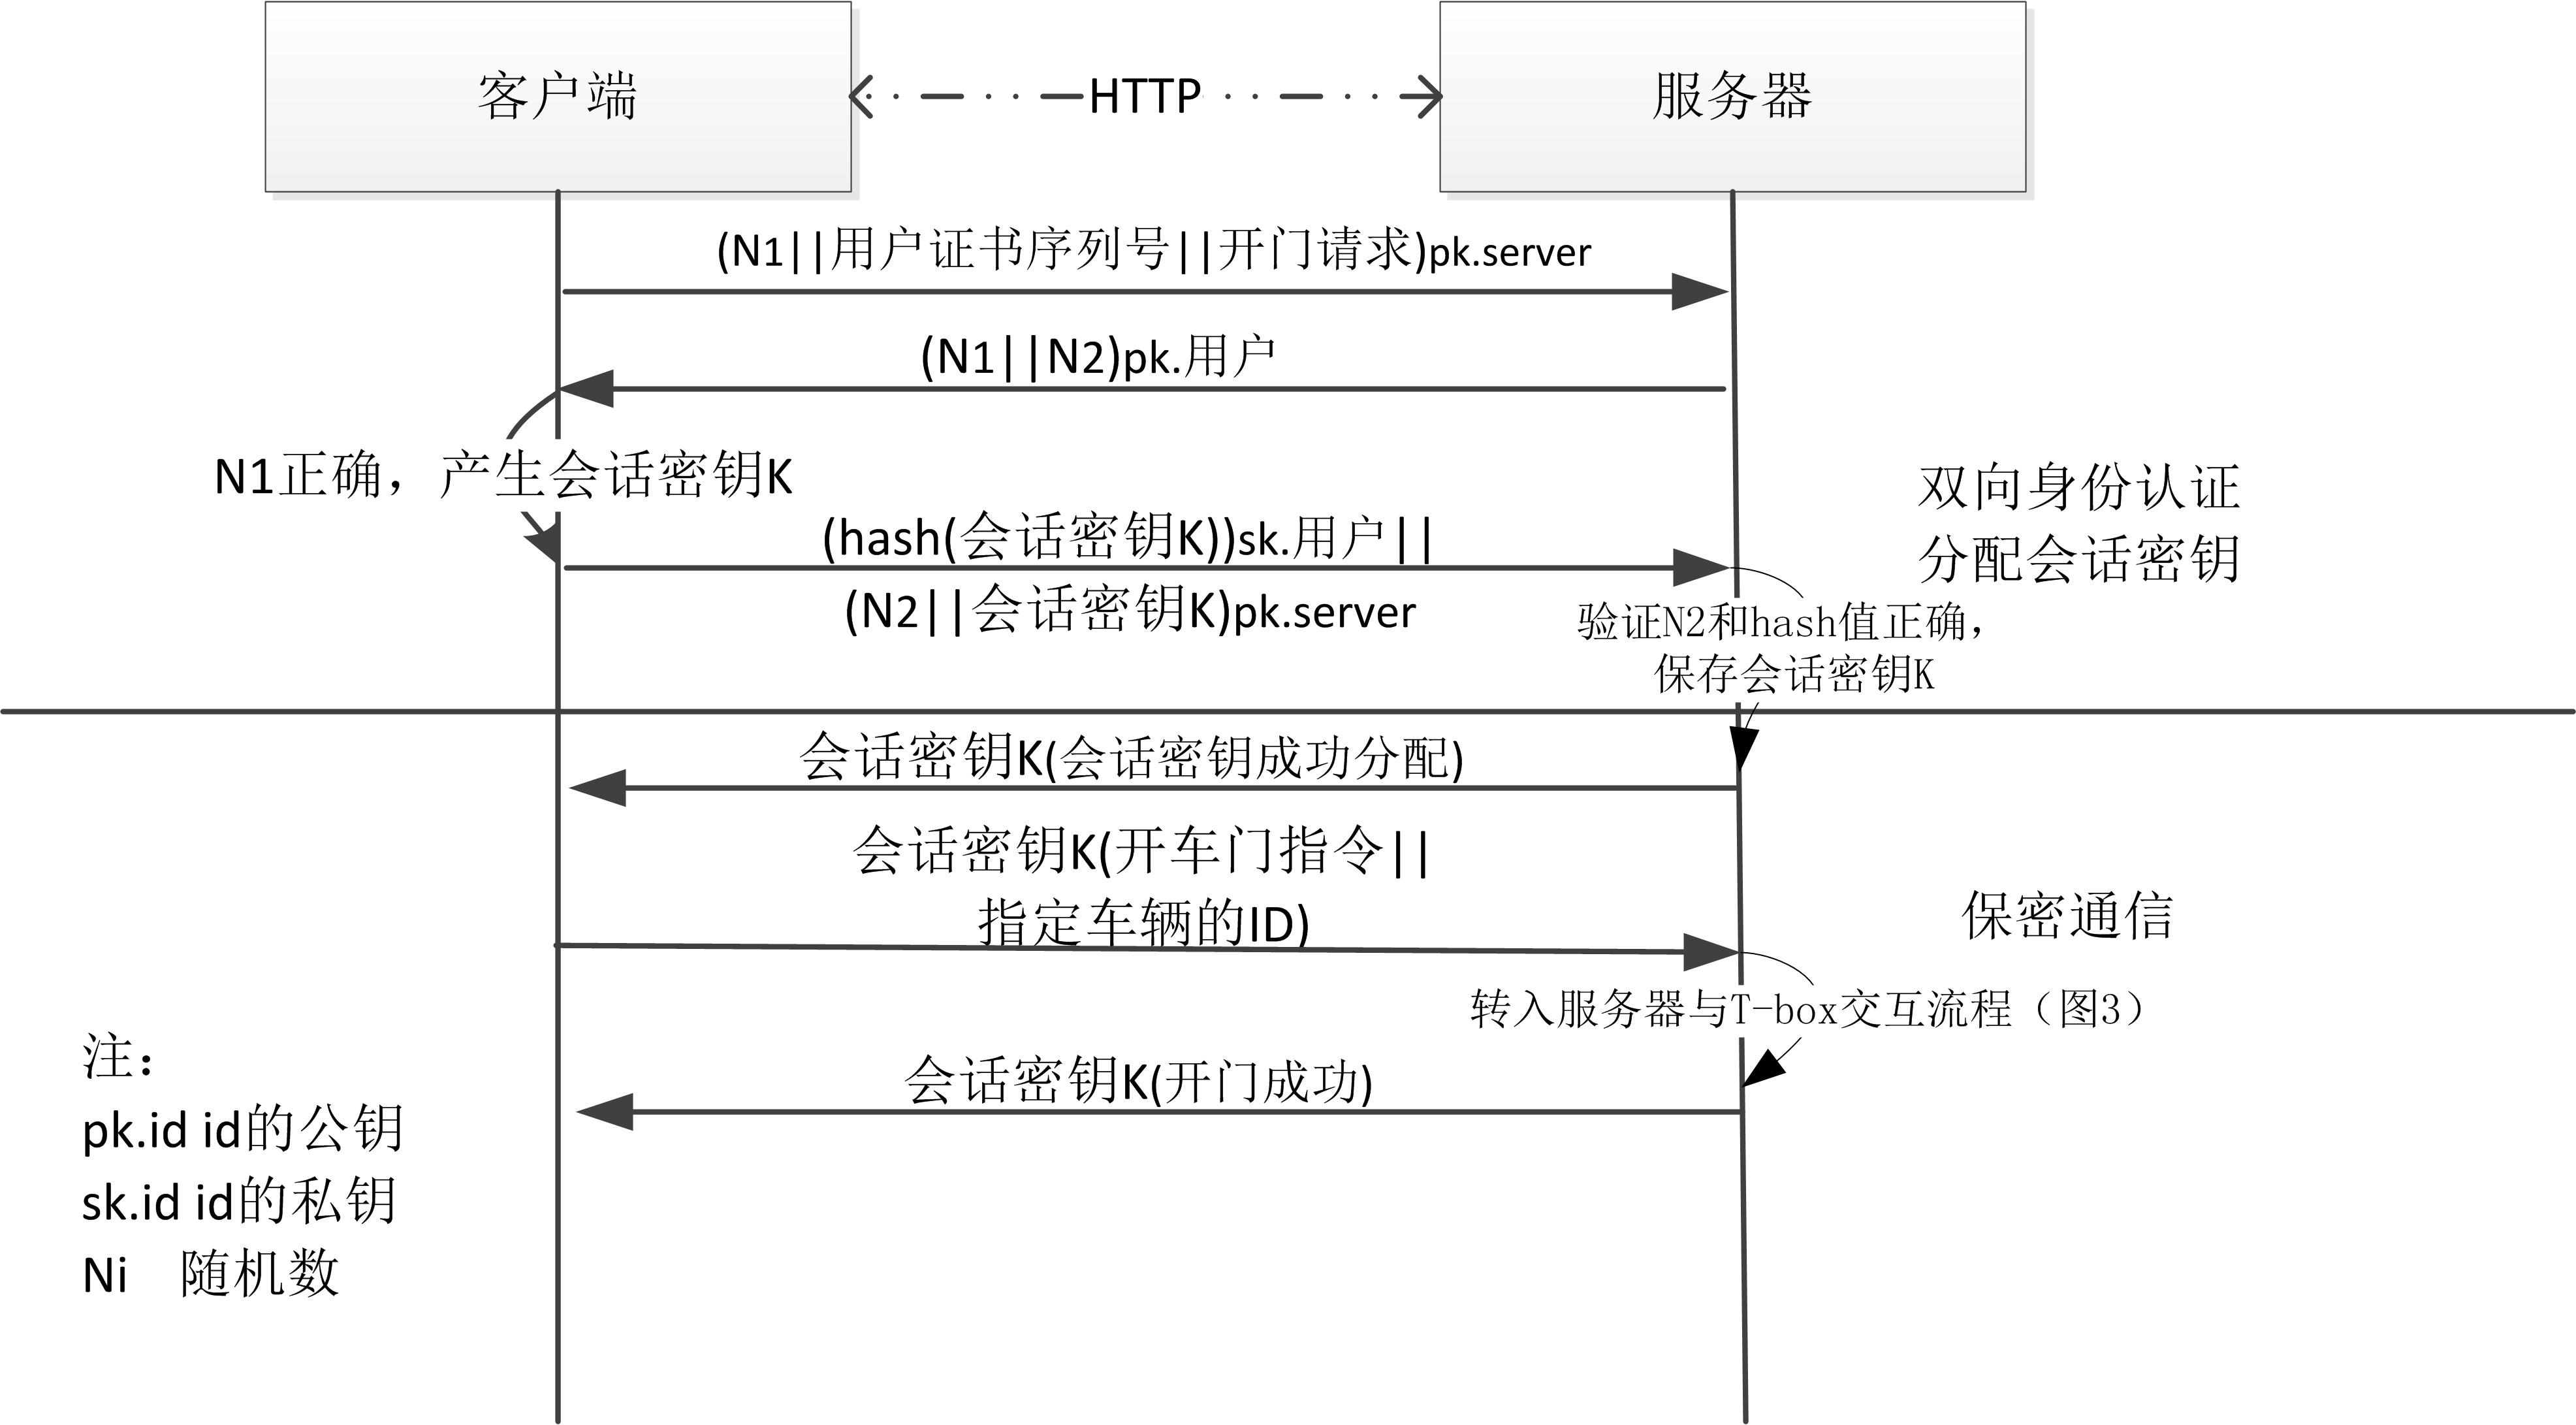 客户端
HTTP
服务器
(N1||用户证书序列号||开门请求)pk.server
(N1||N2)pk.用户
N1正确，产生会话密钥K
双向身份认证
分配会话密钥
(hash(会话密钥K))sk.用户||
(N2||会话密钥K)pk.server
验证N2和hash值正确，
保存会话密钥K
会话密钥K(会话密钥成功分配)
会话密钥K(开车门指令||
指定车辆的ID)
保密通信
转入服务器与T-box交互流程（图3）
会话密钥K(开门成功)
注：
pk.id id的公钥
sk.id id的私钥
Ni 随机数